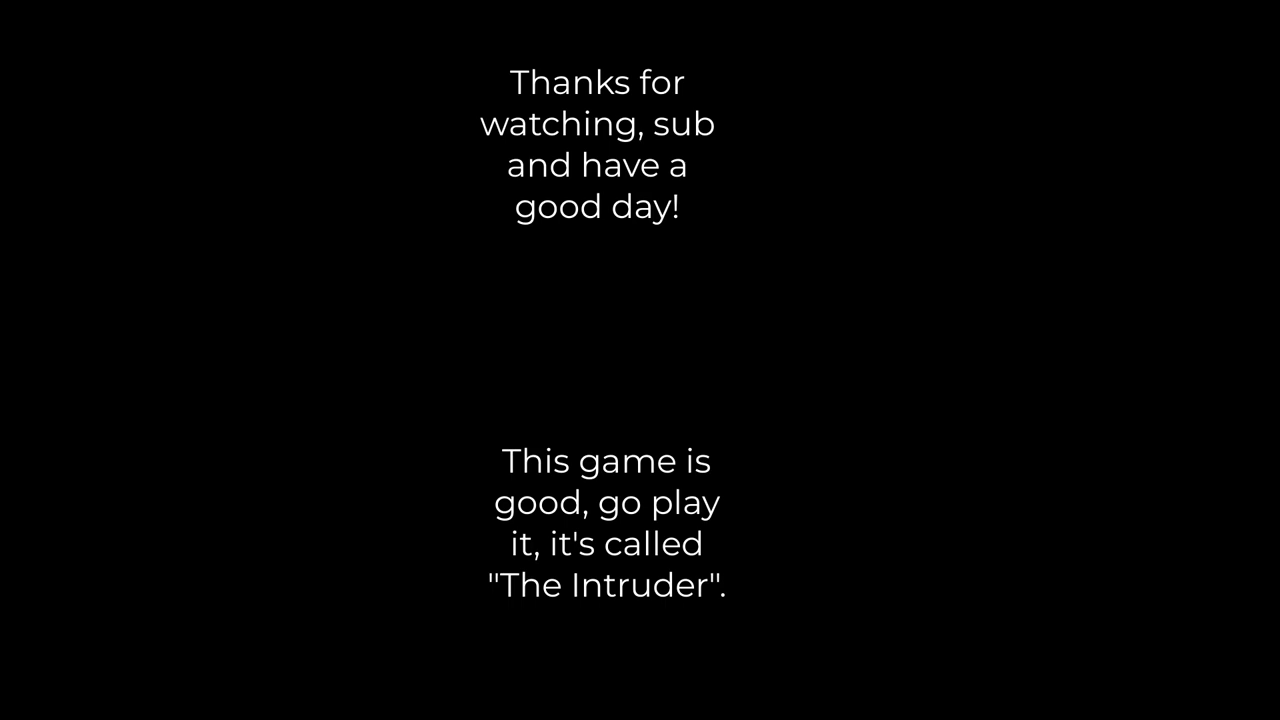 Thanks for
watching, sub
and have a
good day!
This game is
good, go play
it, it's called
"The Intruder".